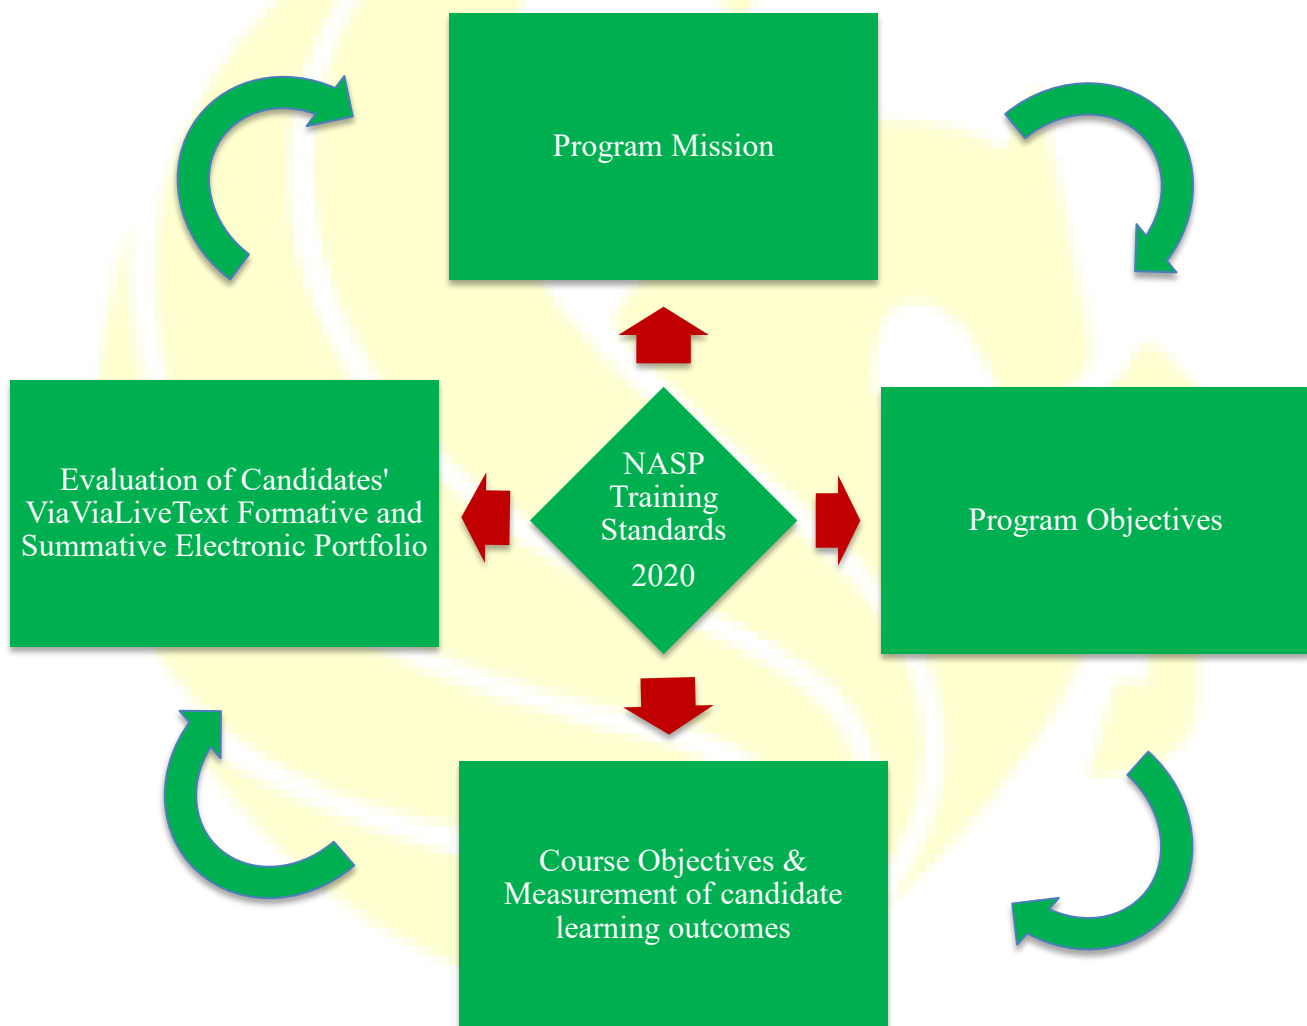 Program Mission
Evaluation of Candidates'
ViaViaLiveText Formative and
Summative Electronic Portfolio
NASP
Training
Standards
2020
Program Objectives
Course Objectives &
Measurement of candidate
learning outcomes